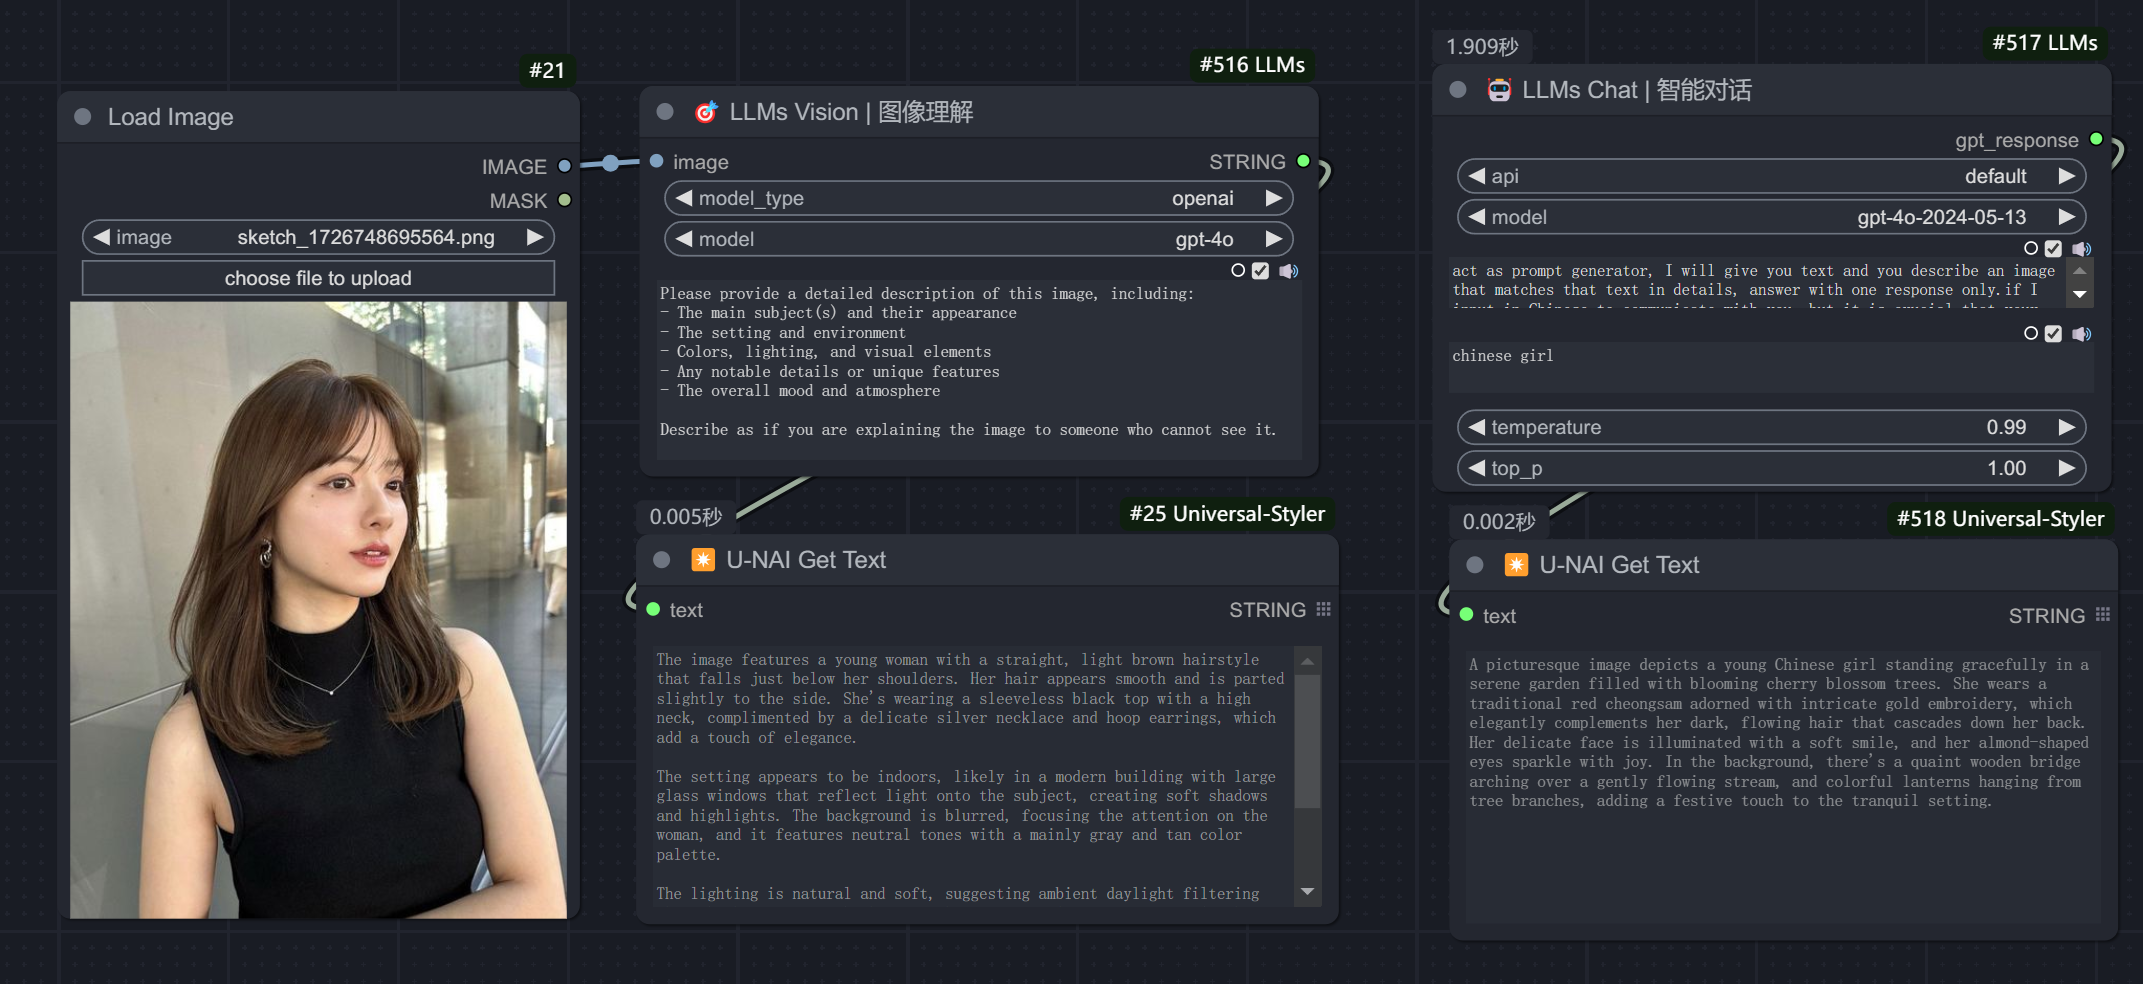 #21
Load Image
IMAGE
MASK
image sketch_1726748695564.png
choose file to upload
#516 LLMs
LLMs Vision | 图像理解
image STRING
model_type openai
model gpt-4o
Please provide a detailed description of this image, including:
- The main subject(s) and their appearance
- The setting and environment
- Colors, lighting, and visual elements
- Any notable details or unique features
- The overall mood and atmosphere
Describe as if you are explaining the image to someone who cannot see it.
0.005秒
#25 Universal-Styler
U-NAI Get Text
text STRING
The image features a young woman with a straight, light brown hairstyle
that falls just below her shoulders. Her hair appears smooth and is parted
slightly to the side. She's wearing a sleeveless black top with a high
neck, complimented by a delicate silver necklace and hoop earrings, which
add a touch of elegance.
The setting appears to be indoors, likely in a modern building with large
glass windows that reflect light onto the subject, creating soft shadows
and highlights. The background is blurred, focusing the attention on the
woman, and it features neutral tones with a mainly gray and tan color
palette.
The lighting is natural and soft, suggesting ambient daylight filtering
1.909秒
#517 LLMs
LLMs Chat | 智能对话
gpt_response
api default
model gpt-4o-2024-05-13
act as prompt generator, I will give you text and you describe an image
that matches that text in details, answer with one response only.if I
chinese girl
temperature 0.99
top_p 1.00
0.002秒
#518 Universal-Styler
U-NAI Get Text
text STRING
A picturesque image depicts a young Chinese girl standing gracefully in a
serene garden filled with blooming cherry blossom trees. She wears a
traditional red cheongsam adorned with intricate gold embroidery, which
elegantly complements her dark, flowing hair that cascades down her back.
Her delicate face is illuminated with a soft smile, and her almond-shaped
eyes sparkle with joy. In the background, there's a quaint wooden bridge
arching over a gently flowing stream, and colorful lanterns hanging from
tree branches, adding a festive touch to the tranquil setting.